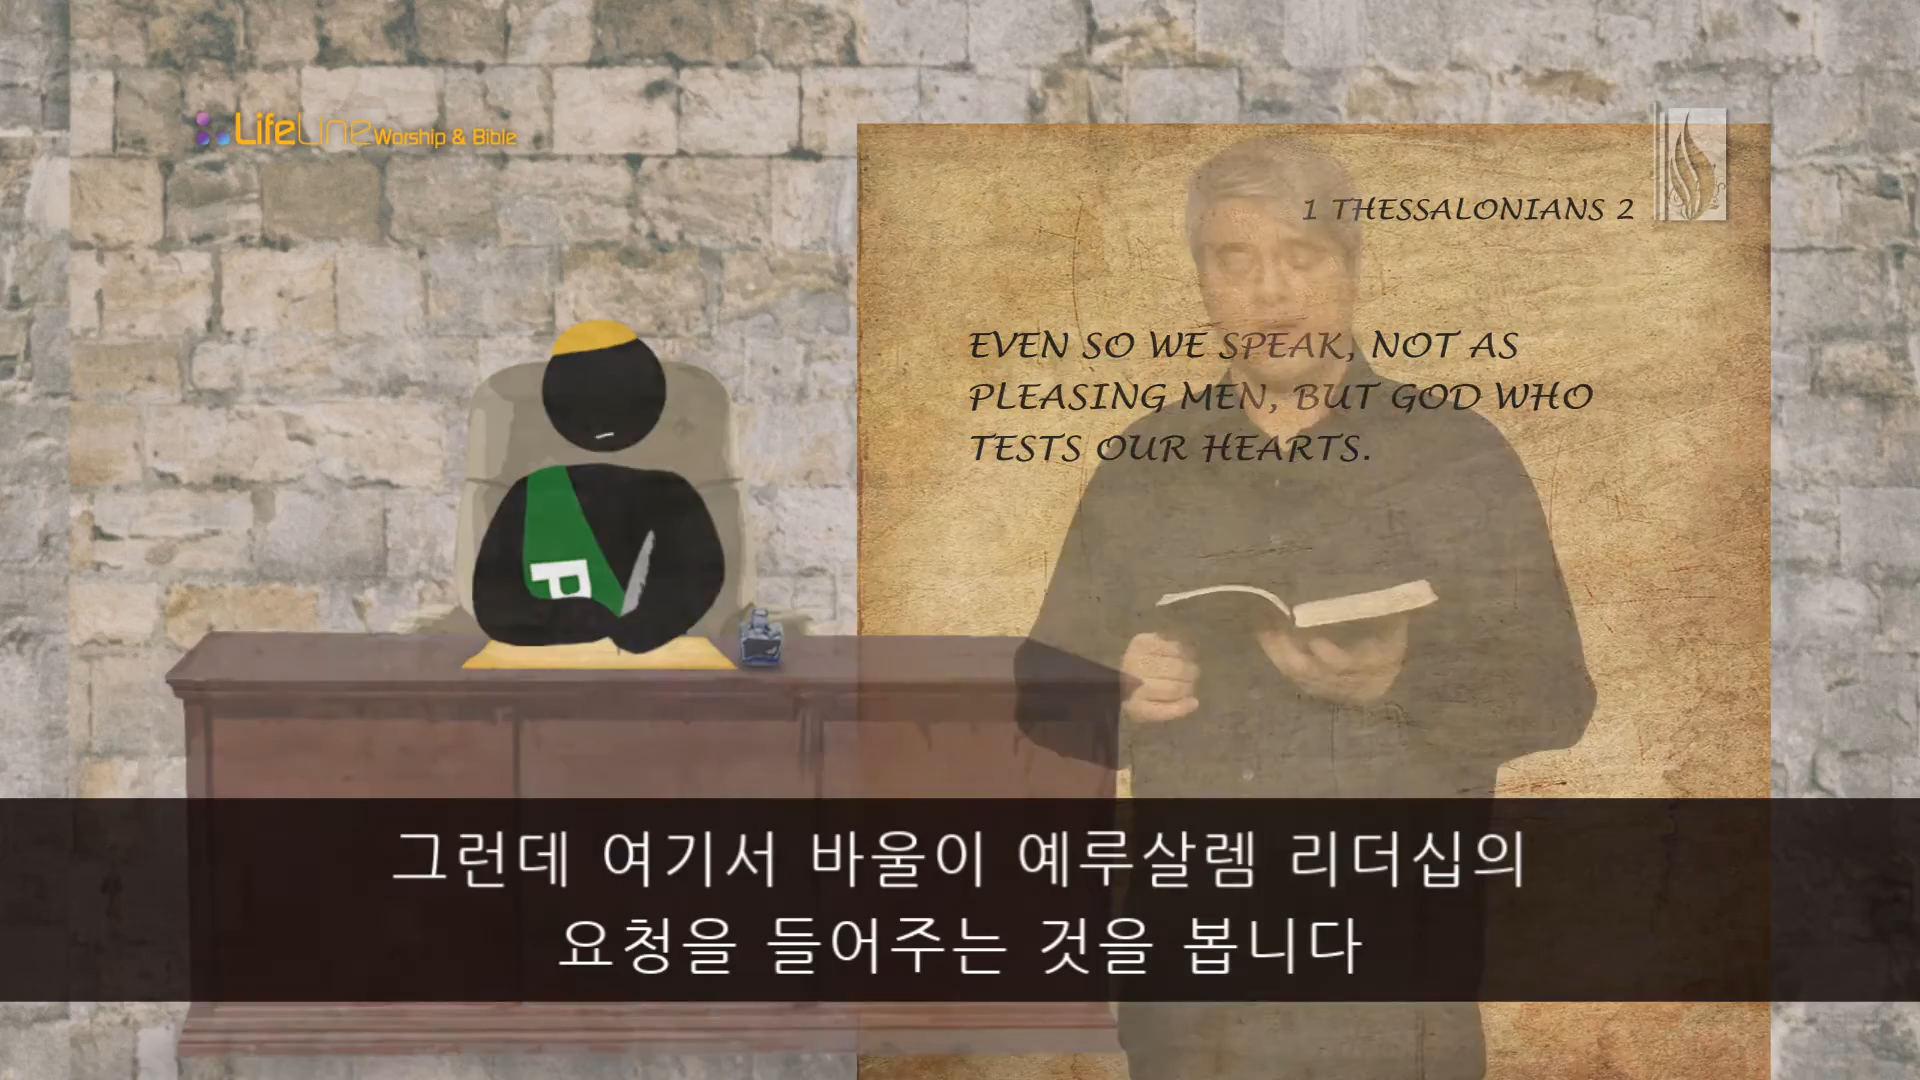 LifeLine Worship & Bible
1 THESSALONIANS 2
EVEN SO WE SPEAK, NOT AS
PLEASING MEN, BUT GOD WHO
TESTS OUR HEARTS.
P
그런데 여기서 바울이 예루살렘 리더십의
요청을 들어주는 것을 봅니다